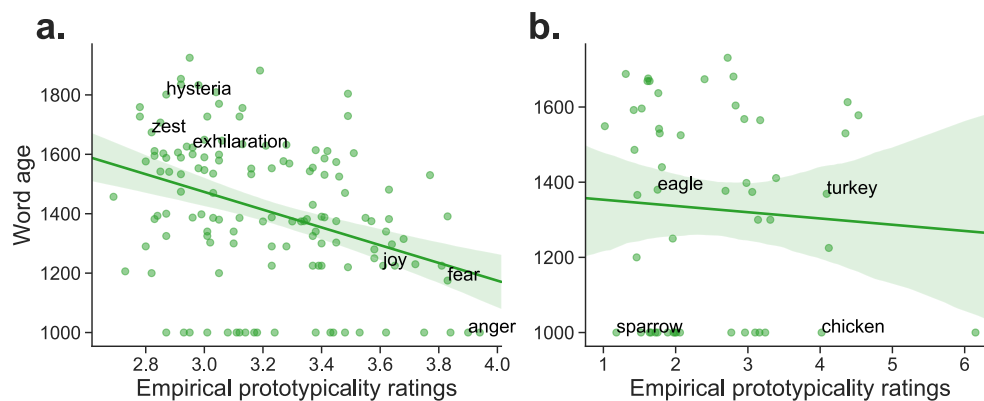 a.
Word age
1800
1600
1400
1200
1000
hysteria
zest
exhilaration
joy
fear
anger
2.8 3.0 3.2 3.4 3.6 3.8 4.0
Empirical prototypicality ratings
b.
1600
1400
1200
1000
eagle
turkey
sparrow
chicken
1 2 3 4 5 6
Empirical prototypicality ratings